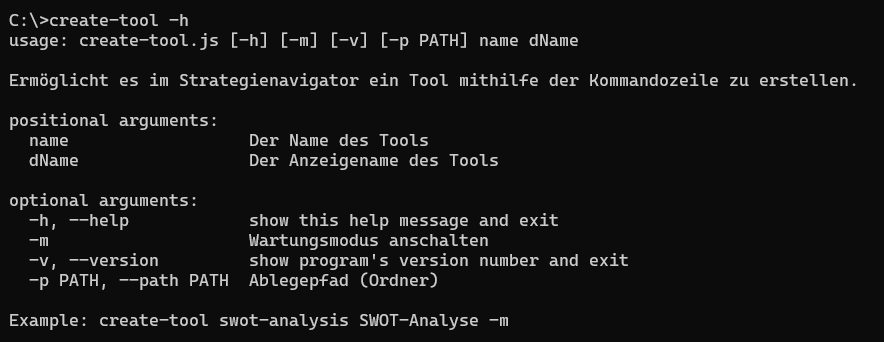 C:\>create-tool -h
usage: create-tool.js [-h] [-m] [-v] [-p PATH] name dName
Ermöglicht es im Strategienavigator ein Tool mithilfe der Kommandozeile zu erstellen.
positional arguments:
name Der Name des Tools
dName Der Anzeigename des Tools
optional arguments:
-h, --help show this help message and exit
-m Wartungsmodus anschalten
-v, --version show program's version number and exit
-p PATH, --path PATH Ablegepfad (Ordner)
Example: create-tool swot-analysis SWOT-Analyse -m